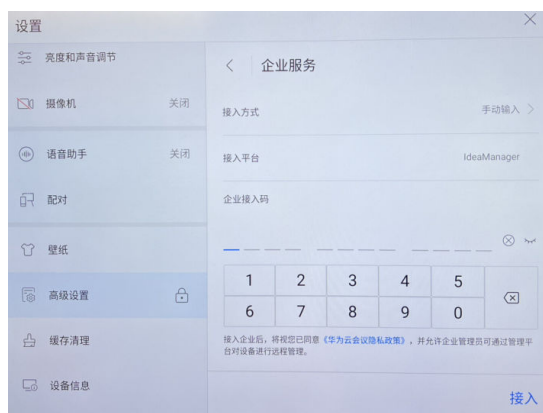 设置
亮度和声音调节
摄像机 关闭
语音助手 关闭
配对
壁纸
高级设置
缓存清理
设备信息
企业服务
接入方式 手动输入
接入平台 IdeaManager
企业接入码
1 2 3 4 5
6 7 8 9 0
接入企业后，将视您已同意《华为云会议隐私政策》，并允许企业管理员可通过管理平
台对设备进行远程管理。
接入